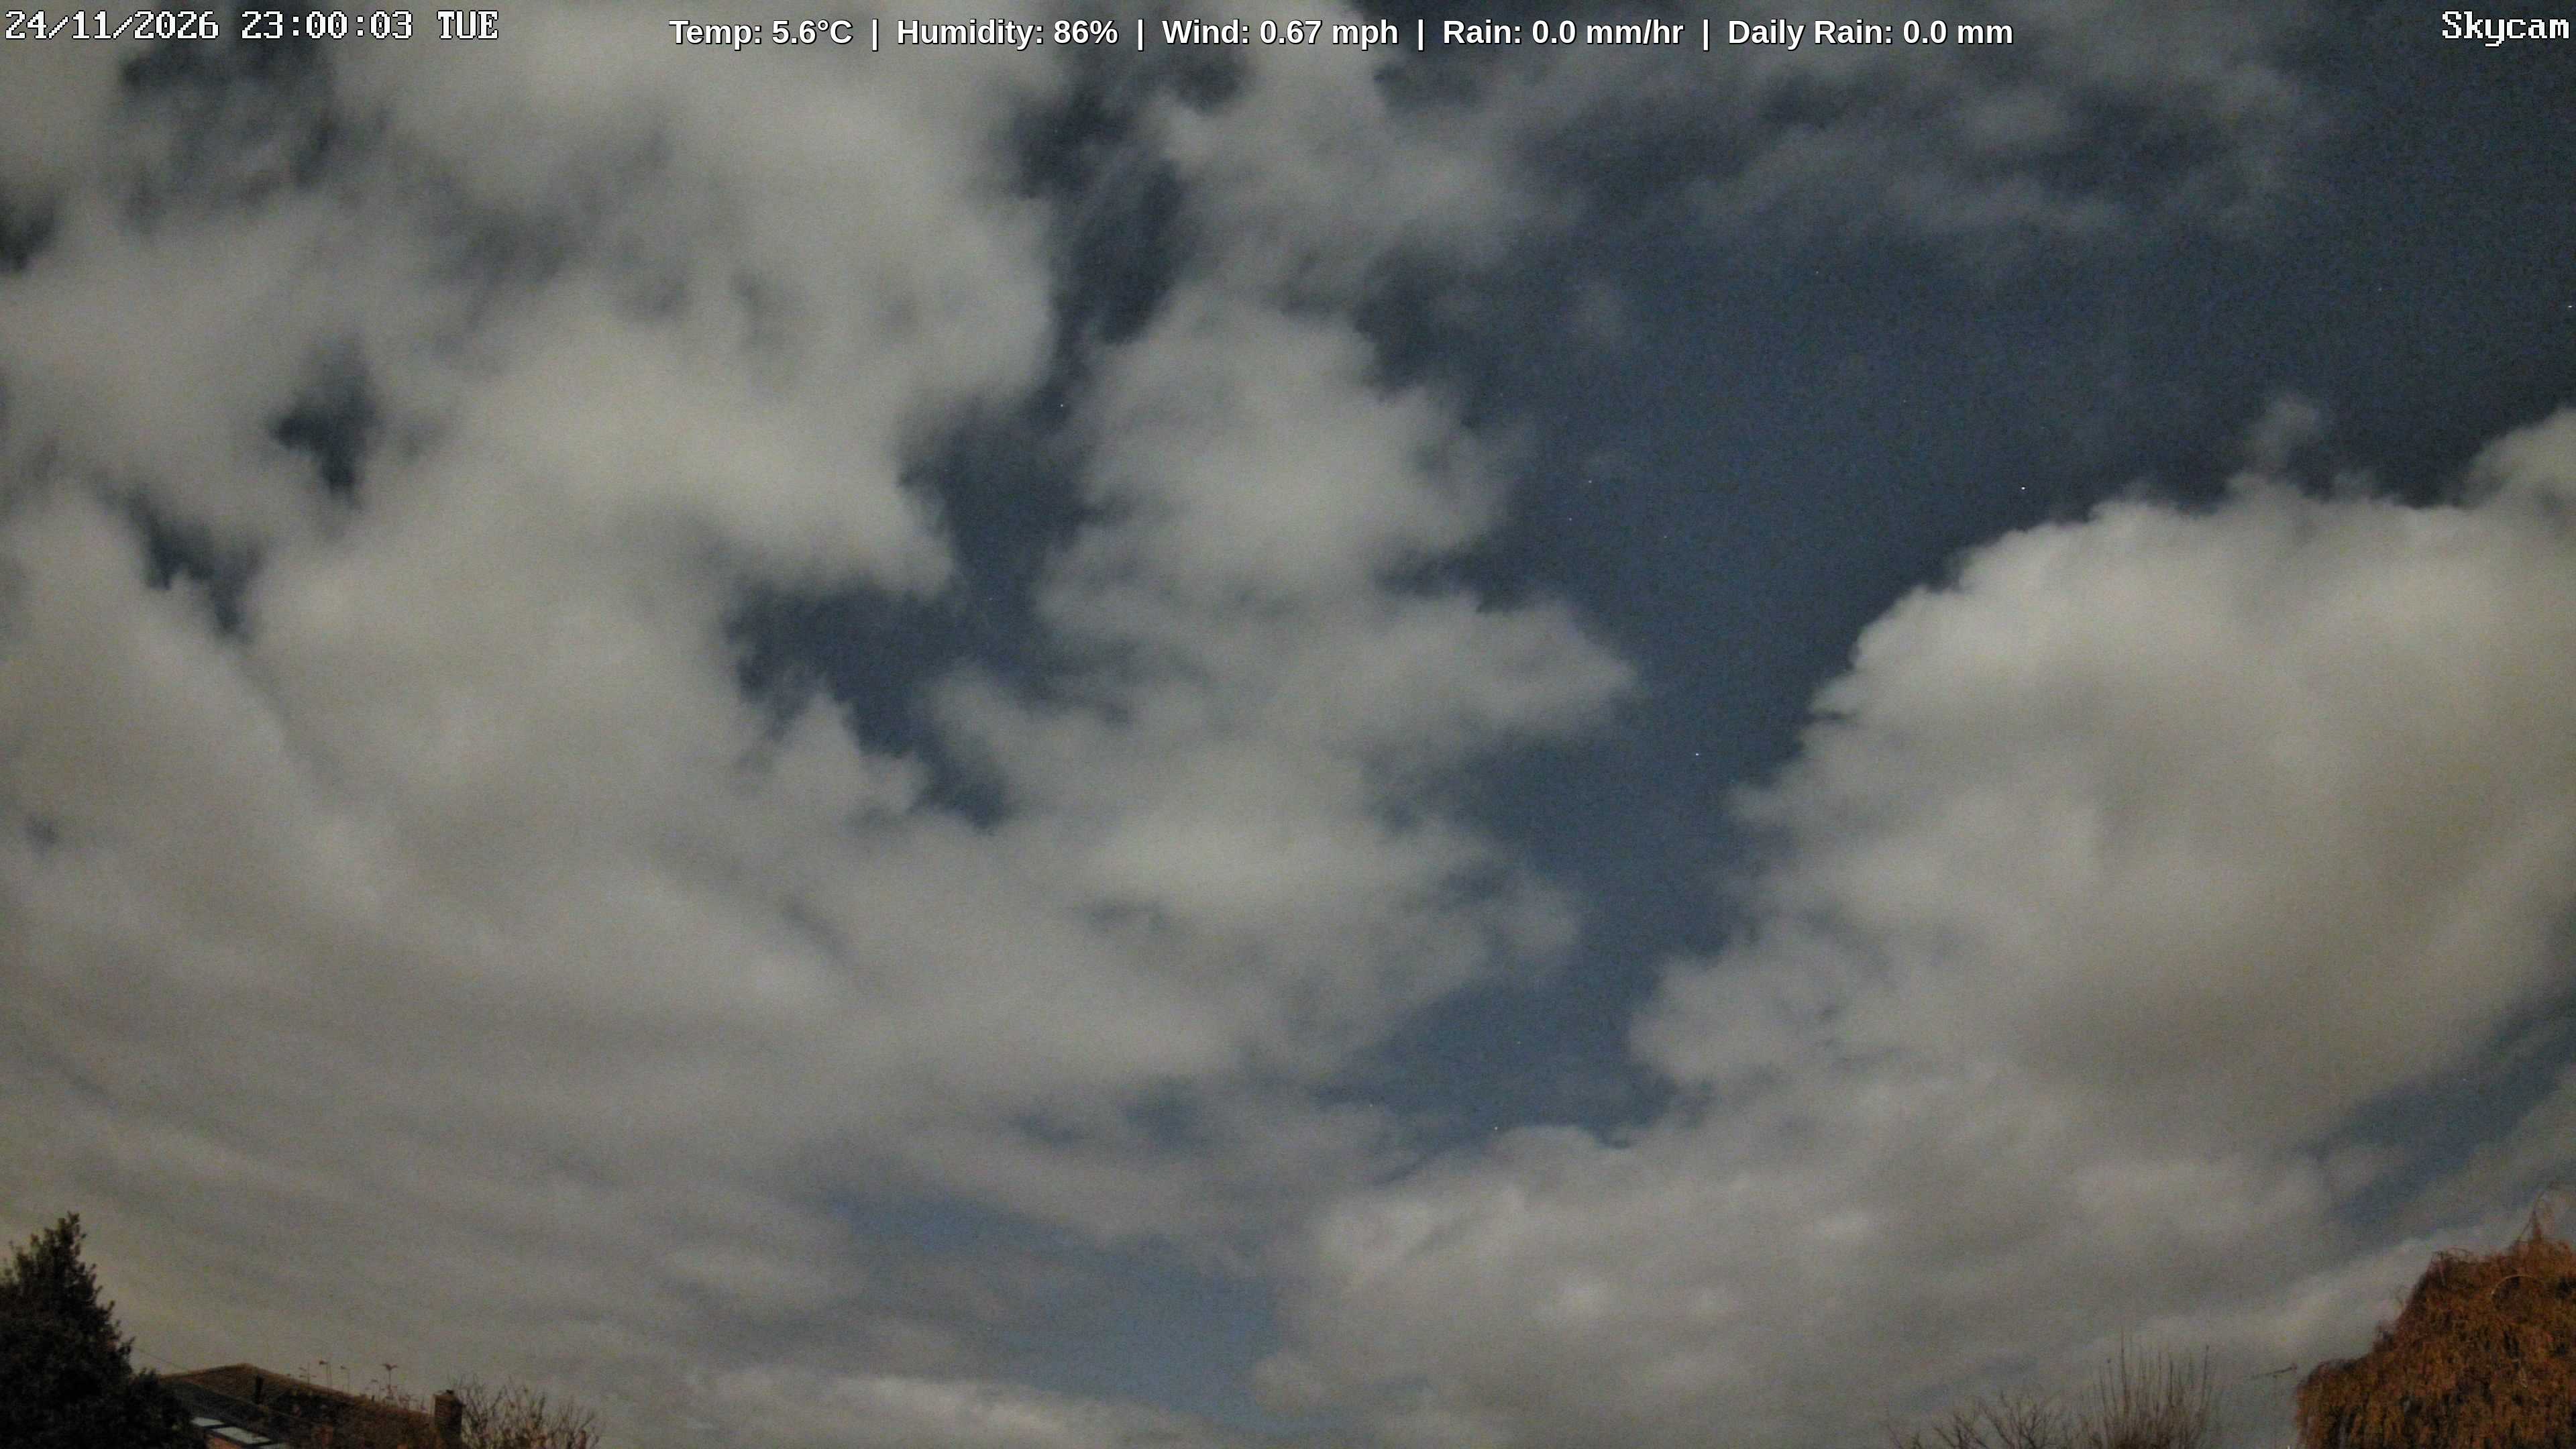 24/11/2026 23:00:03 TUE
Temp: 5.6°C | Humidity: 86% | Wind: 0.67 mph | Rain: 0.0 mm/hr | Daily Rain: 0.0 mm
Skycam